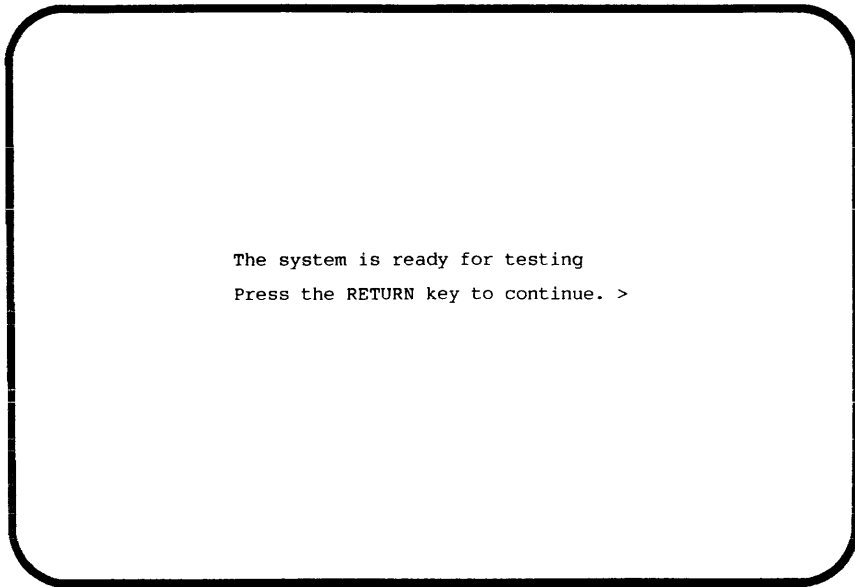 The system is ready for testing
Press the RETURN key to continue. >